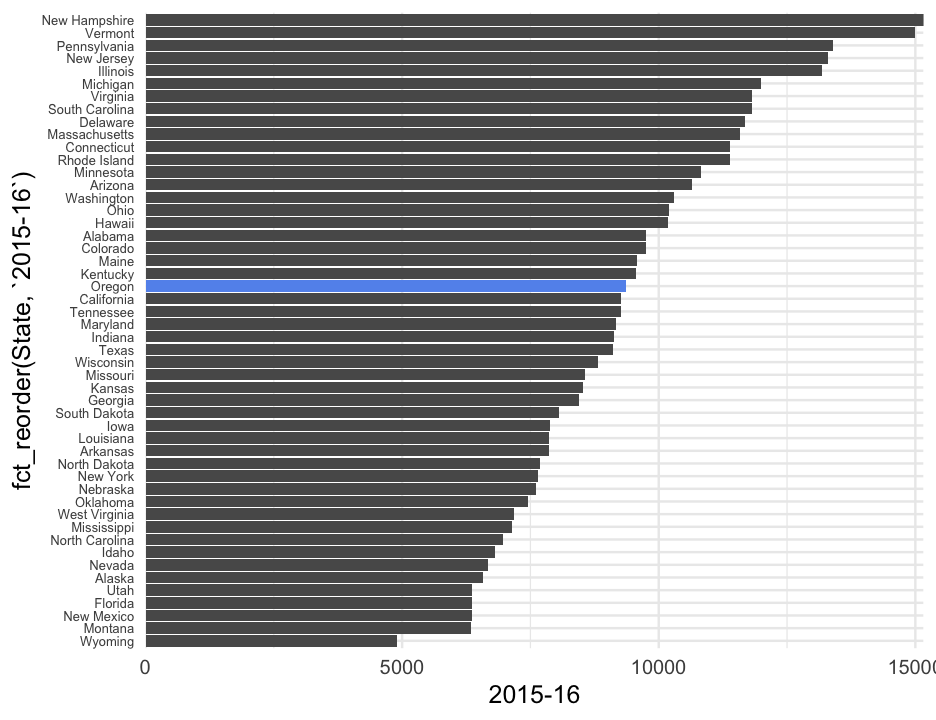 New Hampshire
Vermont
Pennsylvania
New Jersey
Illinois
Michigan
Virginia
South Carolina
Delaware
Massachusetts
Connecticut
Rhode Island
Minnesota
Arizona
Washington
Ohio
Hawaii
Alabama
Colorado
Maine
Kentucky
Oregon
California
Tennessee
Maryland
Indiana
Texas
Wisconsin
Missouri
Kansas
Georgia
South Dakota
Iowa
Louisiana
Arkansas
North Dakota
New York
Nebraska
Oklahoma
West Virginia
Mississippi
North Carolina
Idaho
Nevada
Alaska
Utah
Florida
New Mexico
Montana
Wyoming
fct_reorder(State, `2015-16`)
0 5000 10000 15000
2015-16